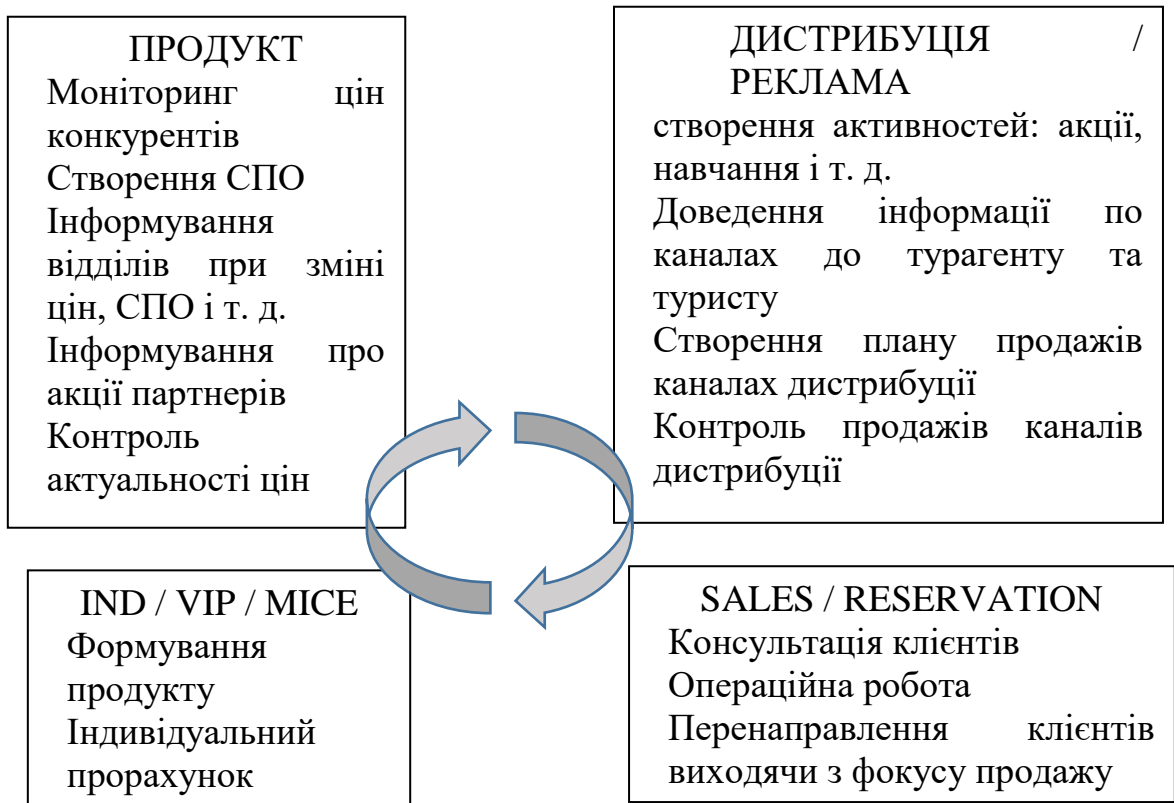 ПРОДУКТ
Моніторинг цін
конкурентів
Створення СПО
Інформування
відділів при зміні
цін, СПО і т. д.
Інформування про
акції партнерів
Контроль
актуальності цін
ДИСТРИБУЦІЯ /
РЕКЛАМА
створення активностей: акції,
навчання і т. д.
Доведення інформації по
каналах до турагенту та
туристу
Створення плану продажів
каналах дистрибуції
Контроль продажів каналів
дистрибуції
IND / VIP / MICE
Формування
продукту
Індивідуальний
прорахунок
SALES / RESERVATION
Консультація клієнтів
Операційна робота
Перенаправлення клієнтів
виходячи з фокусу продажу